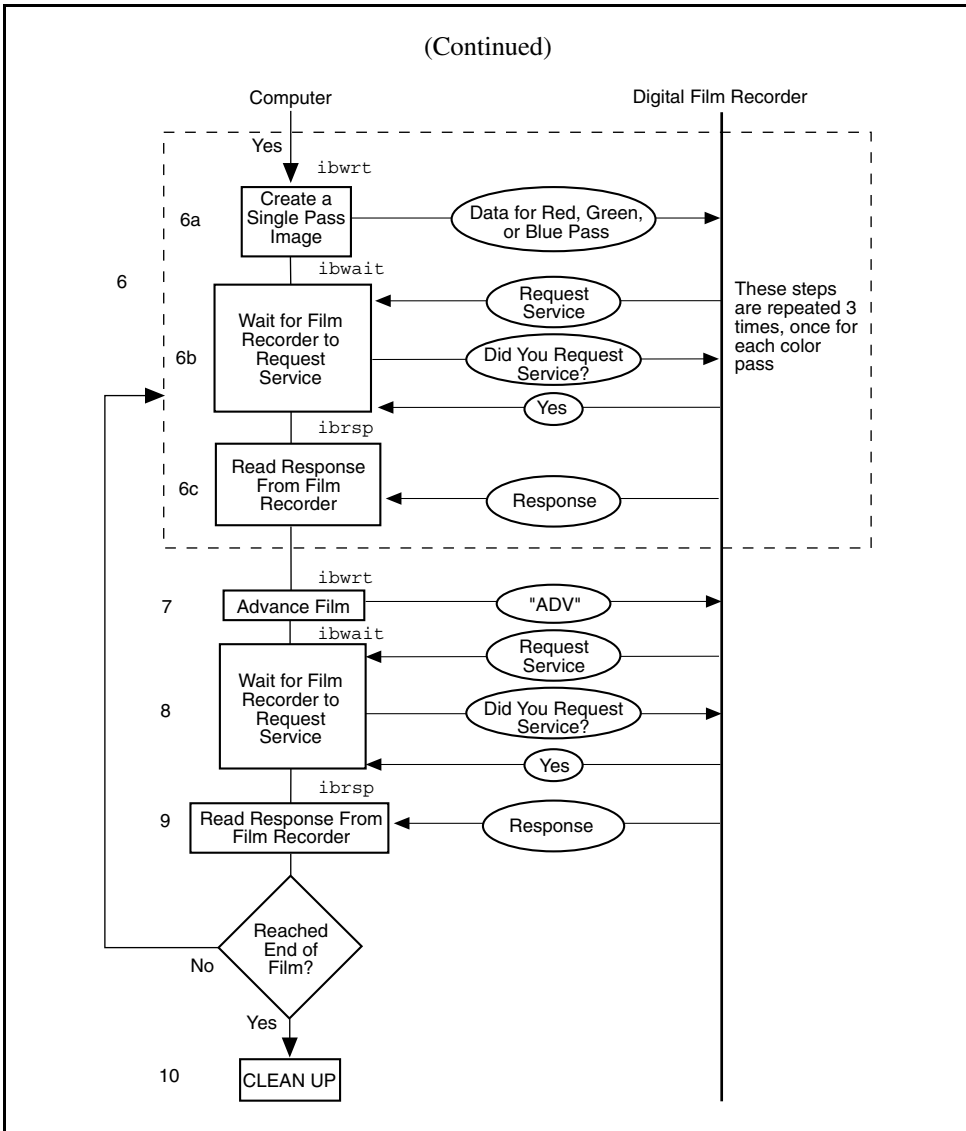 (Continued)
Computer
Digital Film Recorder
Yes
ibwrt
6a
Create a
Single Pass
Image
Data for Red, Green,
or Blue Pass
ibwait
6
Request
Service
These steps
are repeated 3
times, once for
each color
pass
Wait for Film
Recorder to
Request
Service
6b
Did You Request
Service?
Yes
ibrsp
6c
Read Response
From Film
Recorder
Response
ibwrt
7
Advance Film
"ADV"
ibwait
Request
Service
8
Wait for Film
Recorder to
Request
Service
Did You Request
Service?
Yes
ibrsp
9
Read Response From
Film Recorder
Response
Reached
End of
Film?
No
Yes
10
CLEAN UP